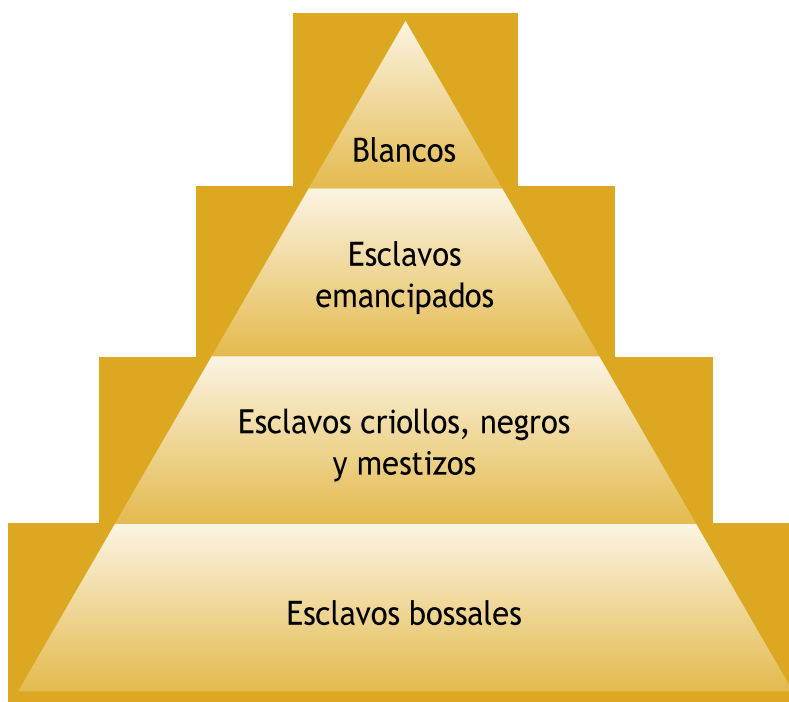 Blancos
Esclavos
emancipados
Esclavos criollos, negros
y mestizos
Esclavos bossales